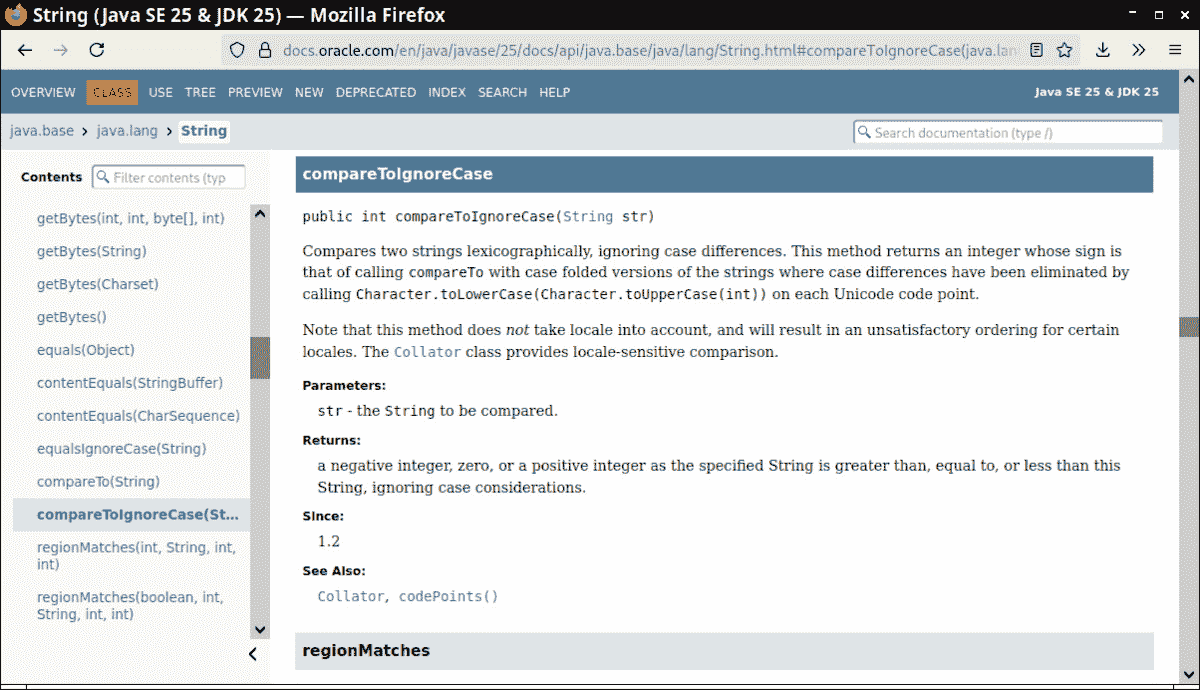 String (Java SE 25 & JDK 25) — Mozilla Firefox
docs.oracle.com/en/java/javase/25/docs/api/java.base/java/lang/String.html#compareToIgnoreCase(java.lan
OVERVIEW CLASS USE TREE PREVIEW NEW DEPRECATED INDEX SEARCH HELP Java SE 25 & JDK 25
java.base › java.lang › String Search documentation (type /)
Contents Filter contents (typ
getBytes(int, int, byte[], int)
getBytes(String)
getBytes(Charset)
getBytes()
equals(Object)
contentEquals(StringBuffer)
contentEquals(CharSequence)
equalsIgnoreCase(String)
compareTo(String)
compareToIgnoreCase(St...
regionMatches(int, String, int,
int)
regionMatches(boolean, int,
String, int, int)
compareToIgnoreCase
public int compareToIgnoreCase(String str)
Compares two strings lexicographically, ignoring case differences. This method returns an integer whose sign is
that of calling compareTo with case folded versions of the strings where case differences have been eliminated by
calling Character.toLowerCase(Character.toUpperCase(int)) on each Unicode code point.
Note that this method does not take locale into account, and will result in an unsatisfactory ordering for certain
locales. The Collator class provides locale-sensitive comparison.
Parameters:
str - the String to be compared.
Returns:
a negative integer, zero, or a positive integer as the specified String is greater than, equal to, or less than this
String, ignoring case considerations.
Since:
1.2
See Also:
Collator, codePoints()
regionMatches